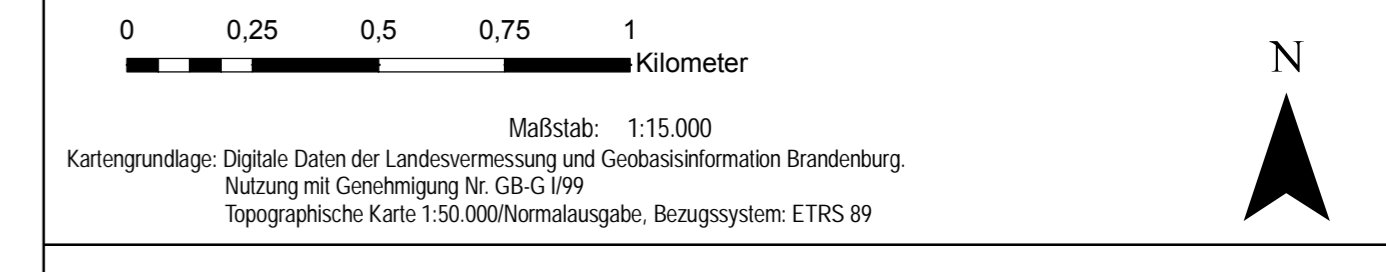 0 0,25 0,5 0,75 1
Kilometer
N
Maßstab: 1:15.000
Kartengrundlage: Digitale Daten der Landesvermessung und Geobasisinformation Brandenburg.
Nutzung mit Genehmigung Nr. GB-G I/99
Topographische Karte 1:50.000/Normalausgabe, Bezugssystem: ETRS 89